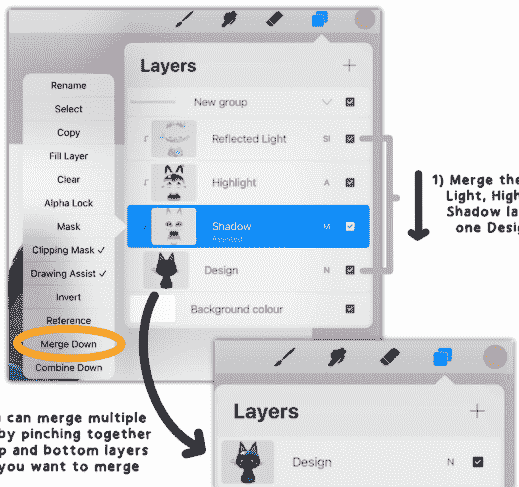 Layers
New group
Reflected Light Sl
Highlight A
Shadow M
Assisted
Design N
Background colour
Rename
Select
Copy
Fill Layer
Clear
Alpha Lock
Mask
Clipping Mask ✓
Drawing Assist ✓
Invert
Reference
Merge Down
Combine Down
1) Merge the
Light, High
Shadow la
one Desig
can merge multiple
by pinching together
p and bottom layers
you want to merge
Layers
Design N